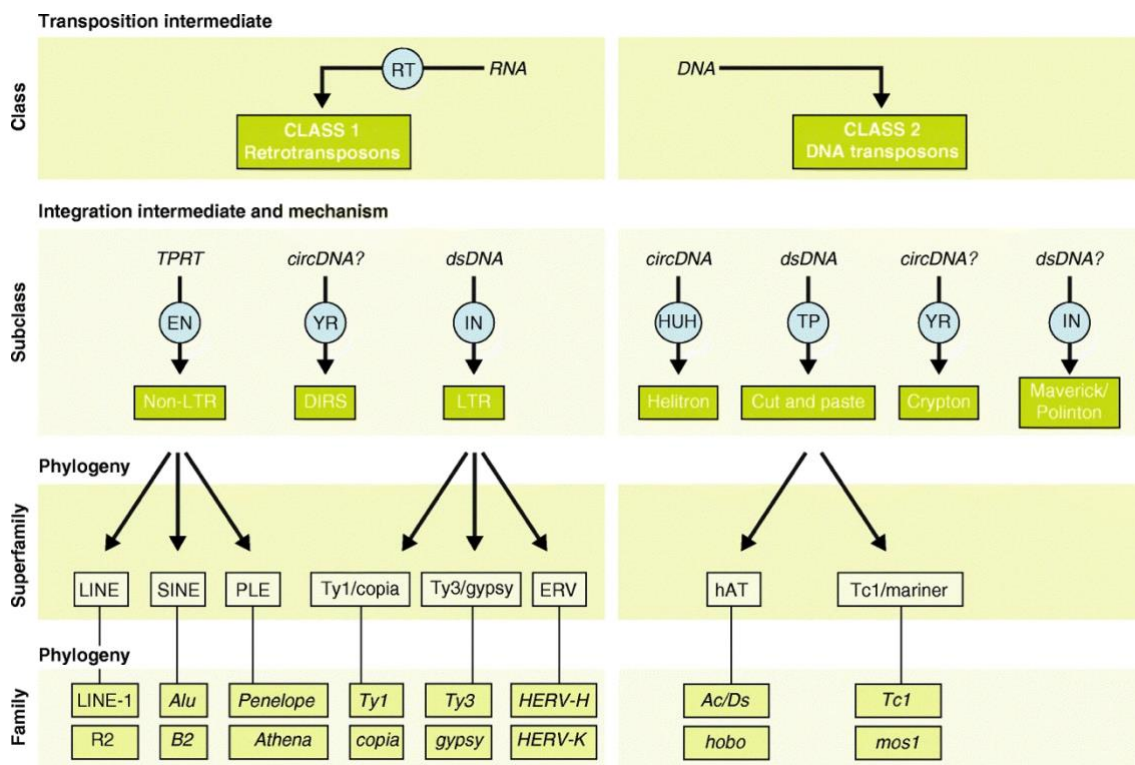 Transposition intermediate
Class
RT
RNA
DNA
CLASS 1
Retrotransposons
CLASS 2
DNA transposons
Integration intermediate and mechanism
Subclass
TPRT
circDNA?
dsDNA
circDNA
dsDNA
circDNA?
dsDNA?
EN
YR
IN
HUH
TP
YR
IN
Non-LTR
DIRS
LTR
Helitron
Cut and paste
Crypton
Maverick/
Polinton
Phylogeny
Superfamily
LINE
SINE
PLE
Ty1/copia
Ty3/gypsy
ERV
hAT
Tc1/mariner
Phylogeny
Family
LINE-1
Alu
Penelope
Ty1
Ty3
HERV-H
Ac/Ds
Tc1
R2
B2
Athena
copia
gypsy
HERV-K
hobo
mos1